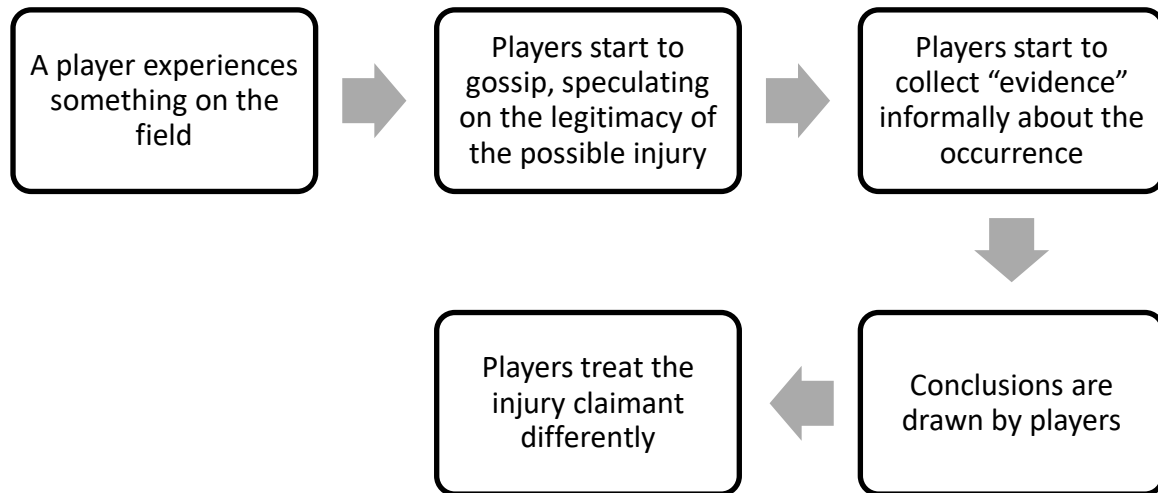 A player experiences
something on the
field
Players start to
gossip, speculating
on the legitimacy of
the possible injury
Players start to
collect “evidence”
informally about the
occurrence
Conclusions are
drawn by players
Players treat the
injury claimant
differently